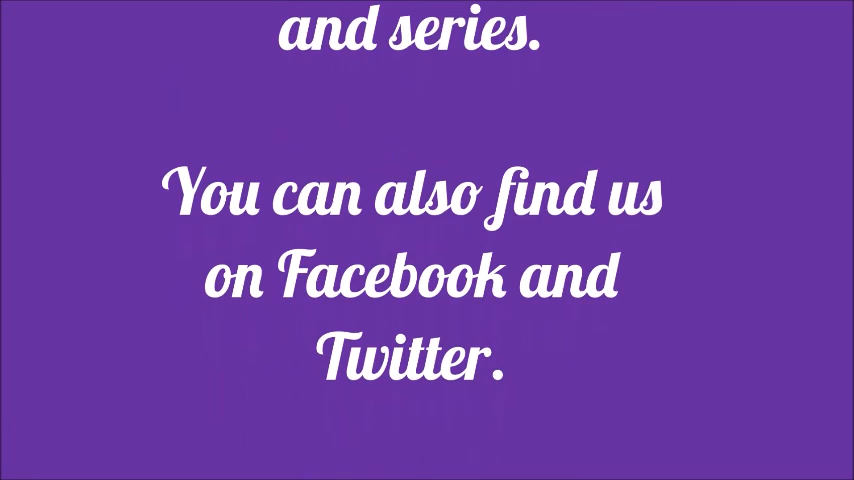 and series.
You can also find us
on Facebook and
Twitter.